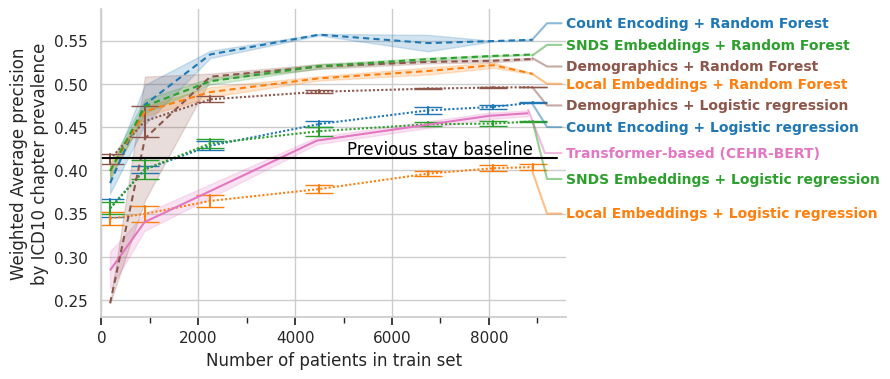 Weighted Average precision
by ICD10 chapter prevalence
0.55
0.50
0.45
0.40
0.35
0.30
0.25
0
2000
4000
6000
8000
Number of patients in train set
Previous stay baseline
Count Encoding + Random Forest
SNDS Embeddings + Random Forest
Demographics + Random Forest
Local Embeddings + Random Forest
Demographics + Logistic regression
Count Encoding + Logistic regression
Transformer-based (CEHR-BERT)
SNDS Embeddings + Logistic regression
Local Embeddings + Logistic regression